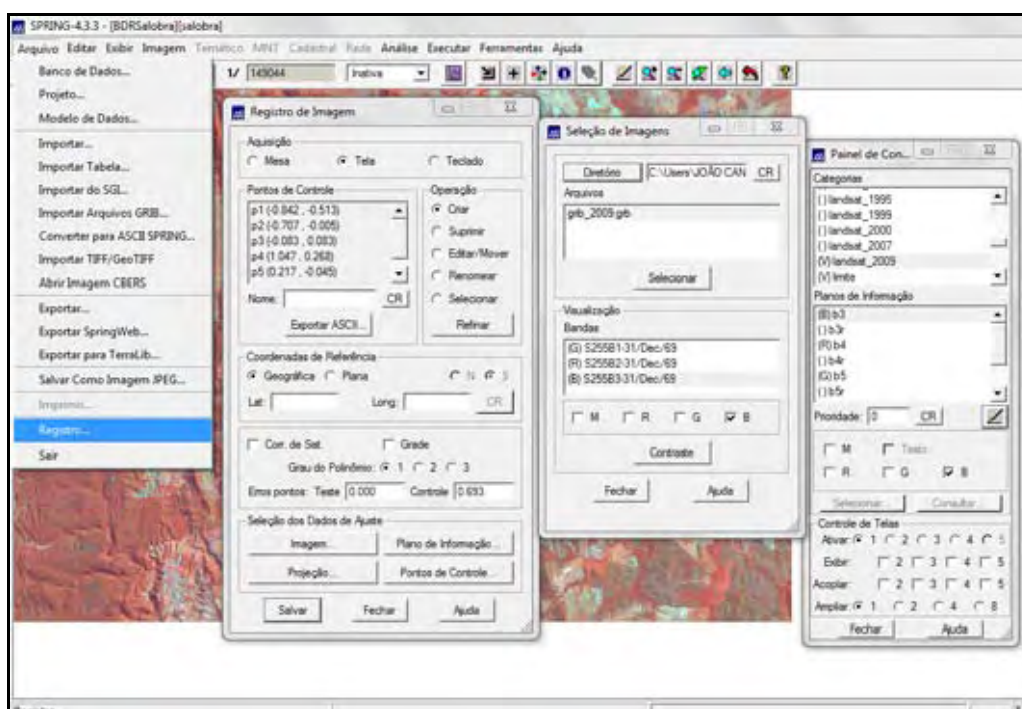 SPRING-4.3.3 - [BDRSalobra][salobra]
Arquivo Editar Exibir Imagem Temático MNT Cadastral Rede Análise Executar Ferramentas Ajuda
1/ 149044 Inativa
Banco de Dados...
Projeto...
Modelo de Dados...
Importar...
Importar Tabela...
Importar do SGI...
Importar Arquivos GRIB...
Converter para ASCII SPRING...
Importar TIFF/GeoTIFF
Abrir Imagem CBERS
Exportar...
Exportar SpringWeb...
Exportar para TerraLib...
Salvar Como Imagem JPEG...
Imprimir...
Registro...
Sair
Registro de Imagem
Aquisição
Mesa Tela Teclado
Pontos de Controle
p1 (-0.842 , -0.513)
p2 (-0.707 , -0.005)
p3 (-0.083 , 0.083)
p4 (1.047 , 0.268)
p5 (0.217 , -0.045)
Nome: CR
Exportar ASCII...
Operação
Criar
Suprimir
Editar/Mover
Renomear
Selecionar
Refinar
Coordenadas de Referência
Geográfica Plana N S
Lat: Long: CR
Corr. de Sist. Grade
Grau do Polinômio: 1 2 3
Erros pontos: Teste 0.000 Controle 0.693
Seleção dos Dados de Ajuste
Imagem... Plano de Informação...
Projeção... Pontos de Controle...
Salvar Fechar Ajuda
Seleção de Imagens
Diretório C:\Users\JOÃO CAN CR
Arquivos
grb_2009.grb
Selecionar
Visualização
Bandas
(G) S255B1-31/Dec/69
(R) S255B2-31/Dec/69
(B) S255B3-31/Dec/69
M R G B
Contraste
Fechar Ajuda
Painel de Con...
Categorias
( ) landsat_1995
( ) landsat_1999
( ) landsat_2000
( ) landsat_2007
(V) landsat_2009
(V) limite
Planos de Informação
(B) b3
( ) b3r
(R) b4
( ) b4r
(G) b5
( ) b5r
Prioridade: 0 CR
M Texto
R G B
Selecionar... Consultar...
Controle de Telas
Ativar: 1 2 3 4 5
Exibir: 2 3 4 5
Acoplar: 2 3 4 5
Ampliar: 1 2 4 8
Fechar Ajuda